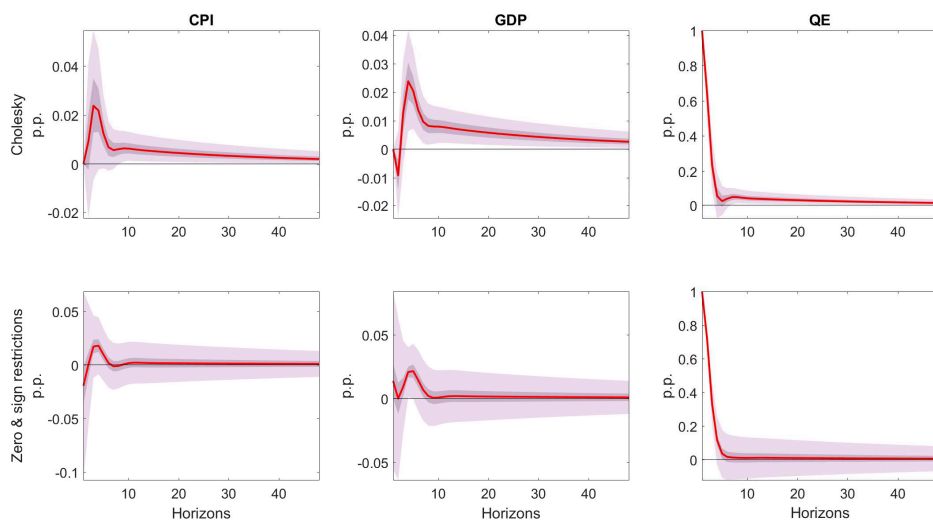 CPI GDP QE
Cholesky
p.p. p.p. p.p.
0.04 0.02 0 -0.02
10 20 30 40
0.04 0.03 0.02 0.01 0 -0.01 -0.02
10 20 30 40
1 0.8 0.6 0.4 0.2 0
10 20 30 40
Zero & sign restrictions
p.p. p.p. p.p.
0.05 0 -0.05 -0.1
10 20 30 40
0.05 0 -0.05
10 20 30 40
1 0.8 0.6 0.4 0.2 0
10 20 30 40
Horizons Horizons Horizons